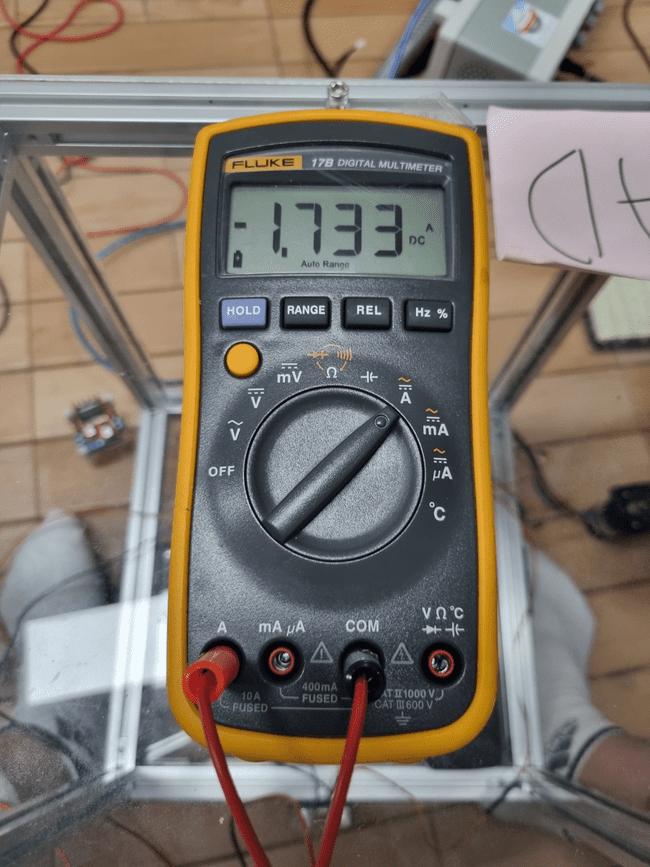 FLUKE 17B DIGITAL MULTIMETER
-1.733 A DC
Auto Range
HOLD RANGE REL Hz %
mV Ω A
V mA
V μA
OFF °C
A mA μA COM V Ω °C
10A FUSED 400mA FUSED CAT II 1000 V
CAT III 600 V